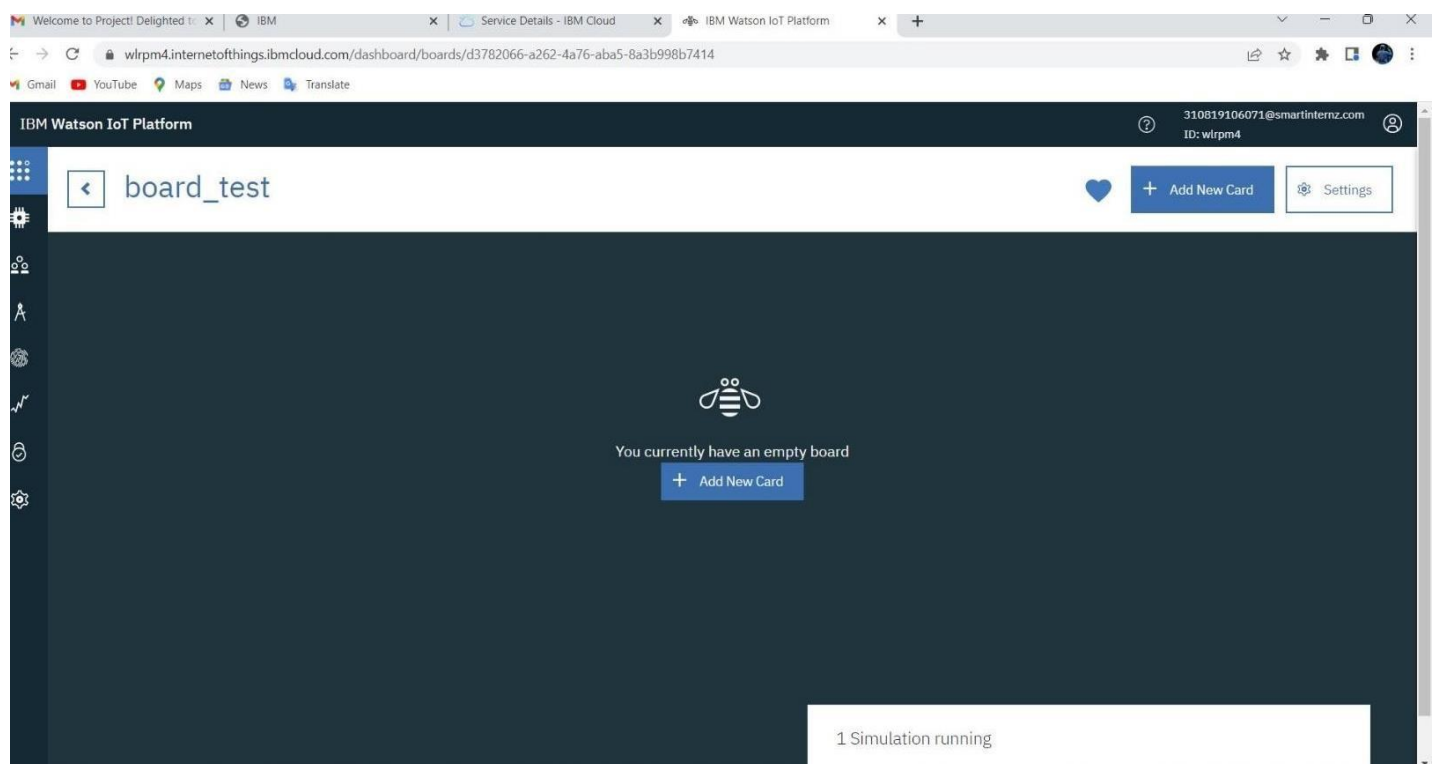 Welcome to Project! Delighted to
IBM
Service Details - IBM Cloud
IBM Watson IoT Platform
wlrpm4.internetofthings.ibmcloud.com/dashboard/boards/d3782066-a262-4a76-aba5-8a3b998b7414
Gmail
YouTube
Maps
News
Translate
IBM Watson IoT Platform
310819106071@smartinternz.com
ID: wlrpm4
board_test
+ Add New Card
Settings
You currently have an empty board
+ Add New Card
1 Simulation running